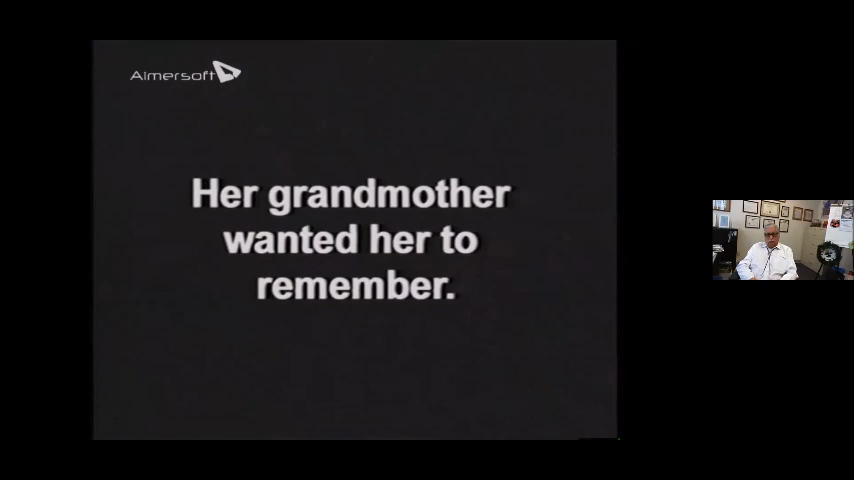 Aimersoft
Her grandmother
wanted her to
remember.